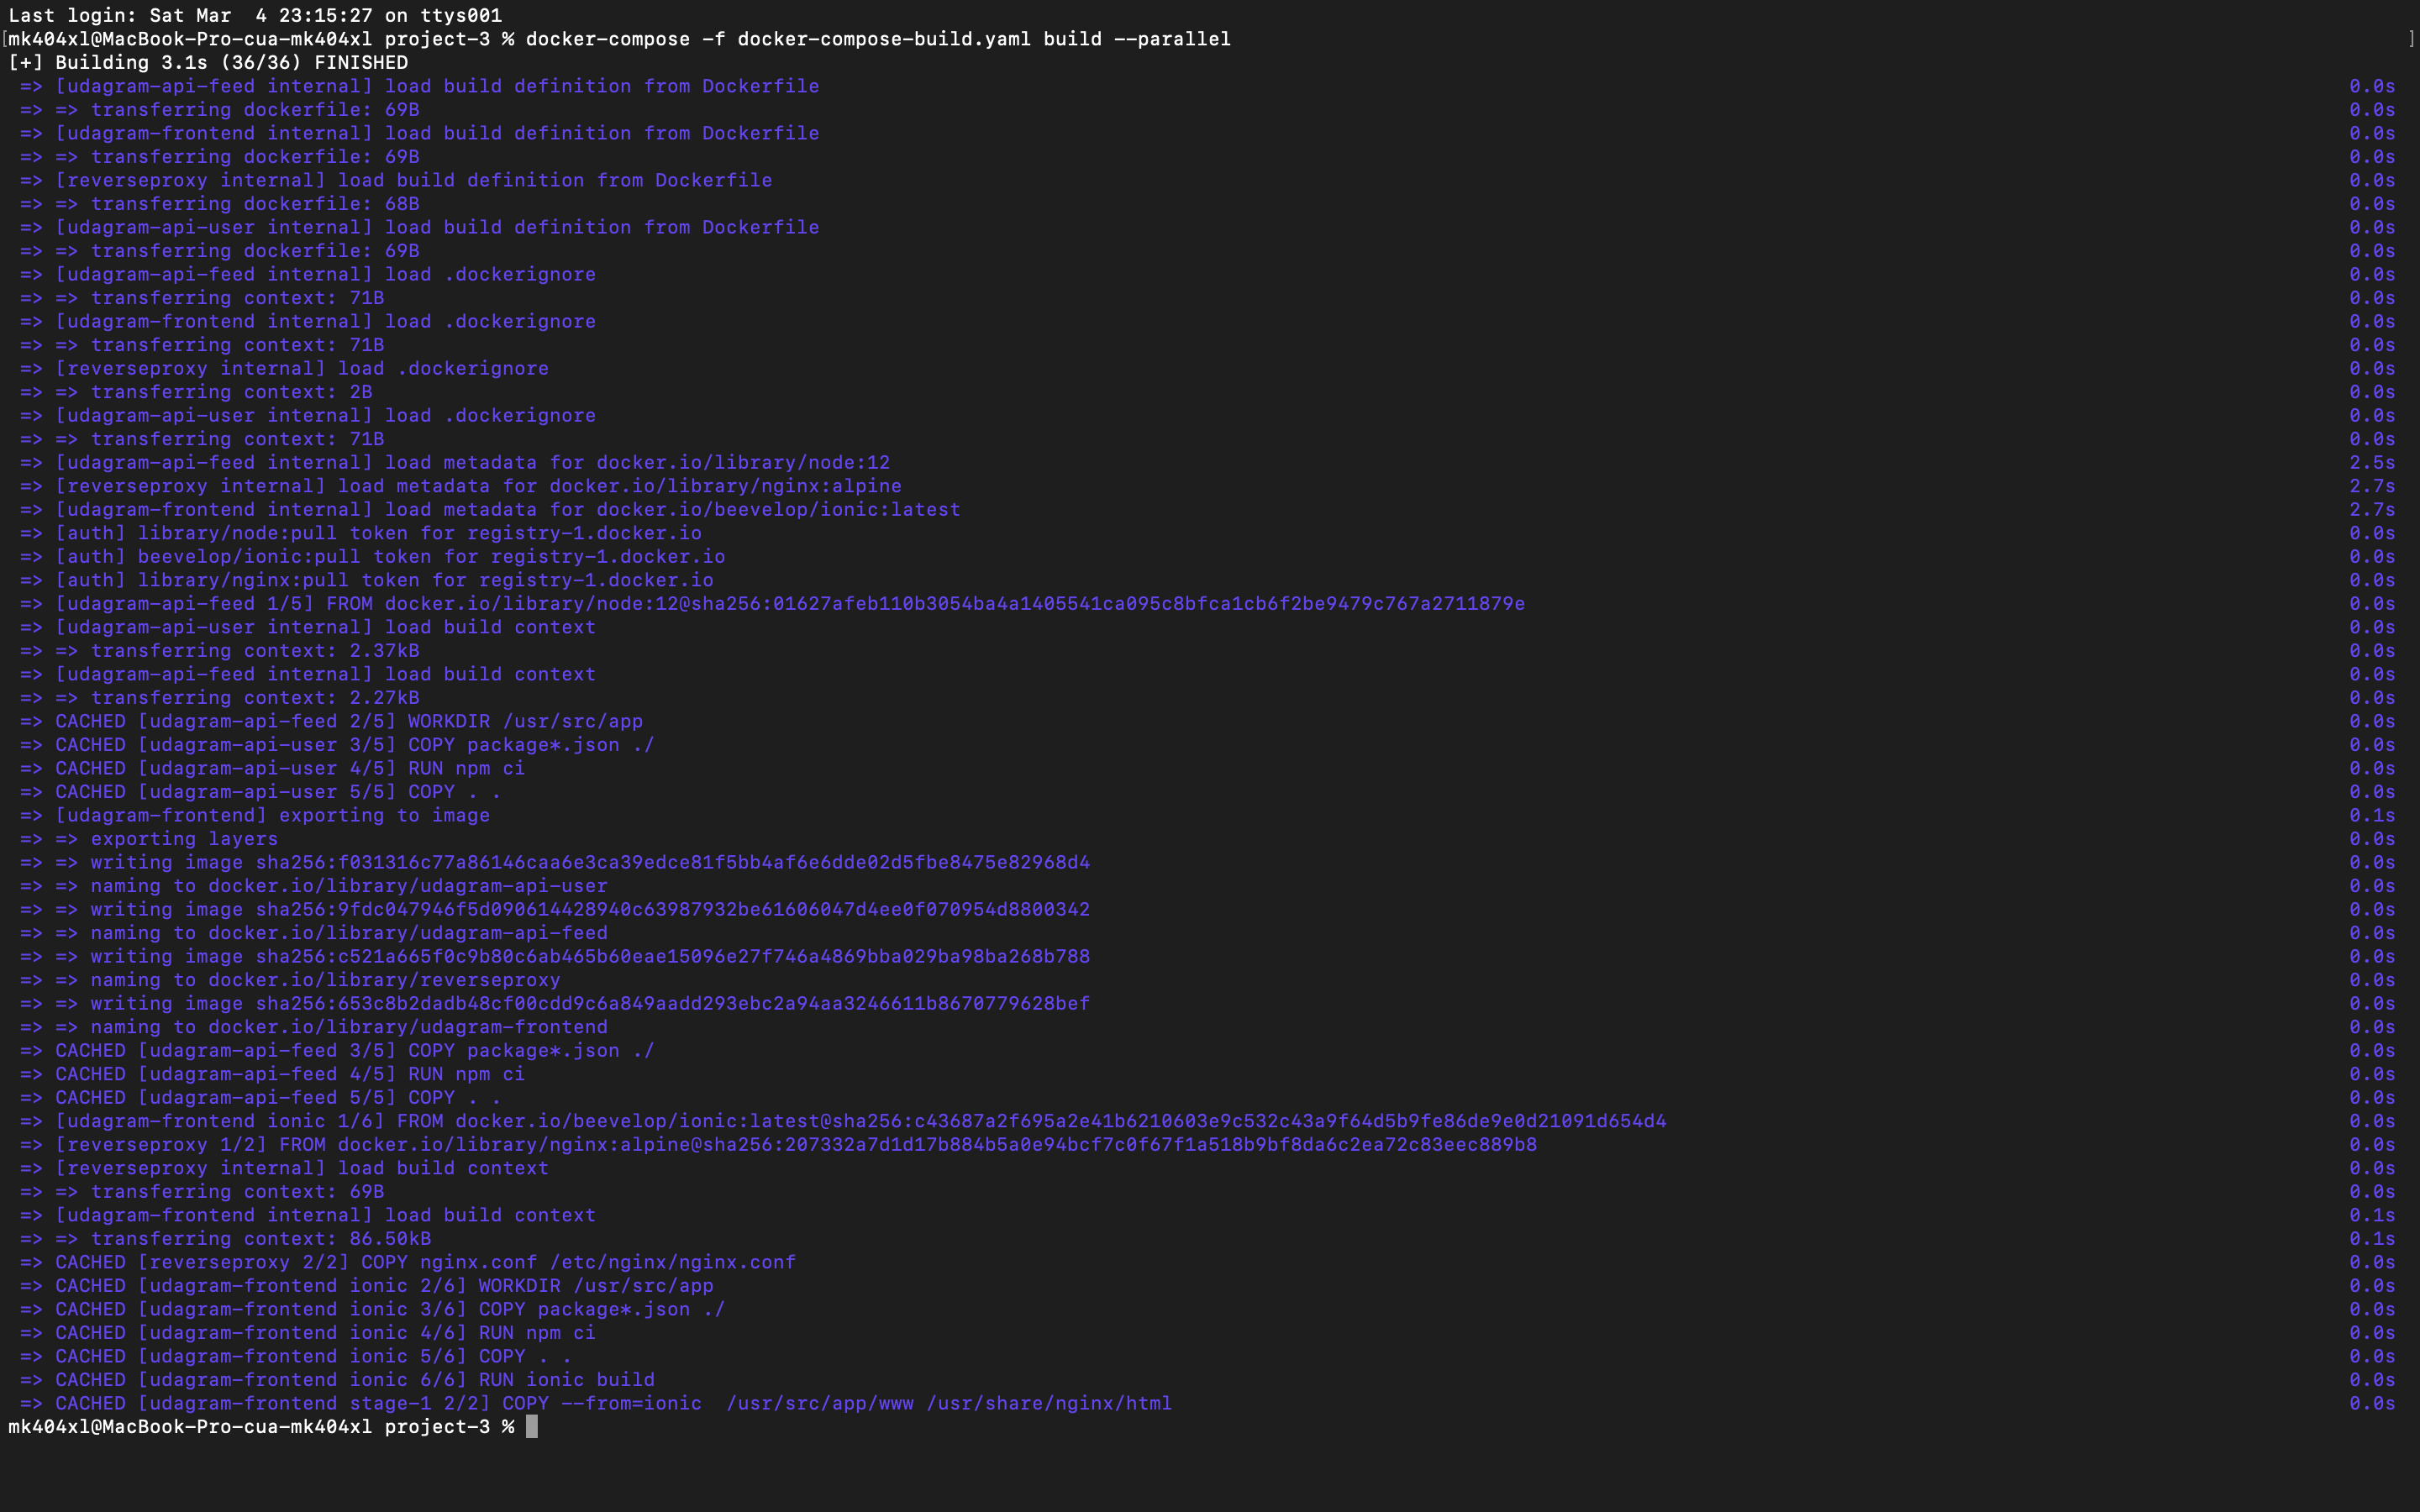 Last login: Sat Mar  4 23:15:27 on ttys001
[mk404xl@MacBook-Pro-cua-mk404xl project-3 % docker-compose -f docker-compose-build.yaml build --parallel ]
[+] Building 3.1s (36/36) FINISHED
=> [udagram-api-feed internal] load build definition from Dockerfile 0.0s
=> => transferring dockerfile: 69B 0.0s
=> [udagram-frontend internal] load build definition from Dockerfile 0.0s
=> => transferring dockerfile: 69B 0.0s
=> [reverseproxy internal] load build definition from Dockerfile 0.0s
=> => transferring dockerfile: 68B 0.0s
=> [udagram-api-user internal] load build definition from Dockerfile 0.0s
=> => transferring dockerfile: 69B 0.0s
=> [udagram-api-feed internal] load .dockerignore 0.0s
=> => transferring context: 71B 0.0s
=> [udagram-frontend internal] load .dockerignore 0.0s
=> => transferring context: 71B 0.0s
=> [reverseproxy internal] load .dockerignore 0.0s
=> => transferring context: 2B 0.0s
=> [udagram-api-user internal] load .dockerignore 0.0s
=> => transferring context: 71B 0.0s
=> [udagram-api-feed internal] load metadata for docker.io/library/node:12 2.5s
=> [reverseproxy internal] load metadata for docker.io/library/nginx:alpine 2.7s
=> [udagram-frontend internal] load metadata for docker.io/beevelop/ionic:latest 2.7s
=> [auth] library/node:pull token for registry-1.docker.io 0.0s
=> [auth] beevelop/ionic:pull token for registry-1.docker.io 0.0s
=> [auth] library/nginx:pull token for registry-1.docker.io 0.0s
=> [udagram-api-feed 1/5] FROM docker.io/library/node:12@sha256:01627afeb110b3054ba4a1405541ca095c8bfca1cb6f2be9479c767a2711879e 0.0s
=> [udagram-api-user internal] load build context 0.0s
=> => transferring context: 2.37kB 0.0s
=> [udagram-api-feed internal] load build context 0.0s
=> => transferring context: 2.27kB 0.0s
=> CACHED [udagram-api-feed 2/5] WORKDIR /usr/src/app 0.0s
=> CACHED [udagram-api-user 3/5] COPY package*.json ./ 0.0s
=> CACHED [udagram-api-user 4/5] RUN npm ci 0.0s
=> CACHED [udagram-api-user 5/5] COPY . . 0.0s
=> [udagram-frontend] exporting to image 0.1s
=> => exporting layers 0.0s
=> => writing image sha256:f031316c77a86146caa6e3ca39edce81f5bb4af6e6dde02d5fbe8475e82968d4 0.0s
=> => naming to docker.io/library/udagram-api-user 0.0s
=> => writing image sha256:9fdc047946f5d090614428940c63987932be61606047d4ee0f070954d8800342 0.0s
=> => naming to docker.io/library/udagram-api-feed 0.0s
=> => writing image sha256:c521a665f0c9b80c6ab465b60eae15096e27f746a4869bba029ba98ba268b788 0.0s
=> => naming to docker.io/library/reverseproxy 0.0s
=> => writing image sha256:653c8b2dadb48cf00cdd9c6a849aadd293ebc2a94aa3246611b8670779628bef 0.0s
=> => naming to docker.io/library/udagram-frontend 0.0s
=> CACHED [udagram-api-feed 3/5] COPY package*.json ./ 0.0s
=> CACHED [udagram-api-feed 4/5] RUN npm ci 0.0s
=> CACHED [udagram-api-feed 5/5] COPY . . 0.0s
=> [udagram-frontend ionic 1/6] FROM docker.io/beevelop/ionic:latest@sha256:c43687a2f695a2e41b6210603e9c532c43a9f64d5b9fe86de9e0d21091d654d4 0.0s
=> [reverseproxy 1/2] FROM docker.io/library/nginx:alpine@sha256:207332a7d1d17b884b5a0e94bcf7c0f67f1a518b9bf8da6c2ea72c83eec889b8 0.0s
=> [reverseproxy internal] load build context 0.0s
=> => transferring context: 69B 0.0s
=> [udagram-frontend internal] load build context 0.1s
=> => transferring context: 86.50kB 0.1s
=> CACHED [reverseproxy 2/2] COPY nginx.conf /etc/nginx/nginx.conf 0.0s
=> CACHED [udagram-frontend ionic 2/6] WORKDIR /usr/src/app 0.0s
=> CACHED [udagram-frontend ionic 3/6] COPY package*.json ./ 0.0s
=> CACHED [udagram-frontend ionic 4/6] RUN npm ci 0.0s
=> CACHED [udagram-frontend ionic 5/6] COPY . . 0.0s
=> CACHED [udagram-frontend ionic 6/6] RUN ionic build 0.0s
=> CACHED [udagram-frontend stage-1 2/2] COPY --from=ionic  /usr/src/app/www /usr/share/nginx/html 0.0s
mk404xl@MacBook-Pro-cua-mk404xl project-3 %